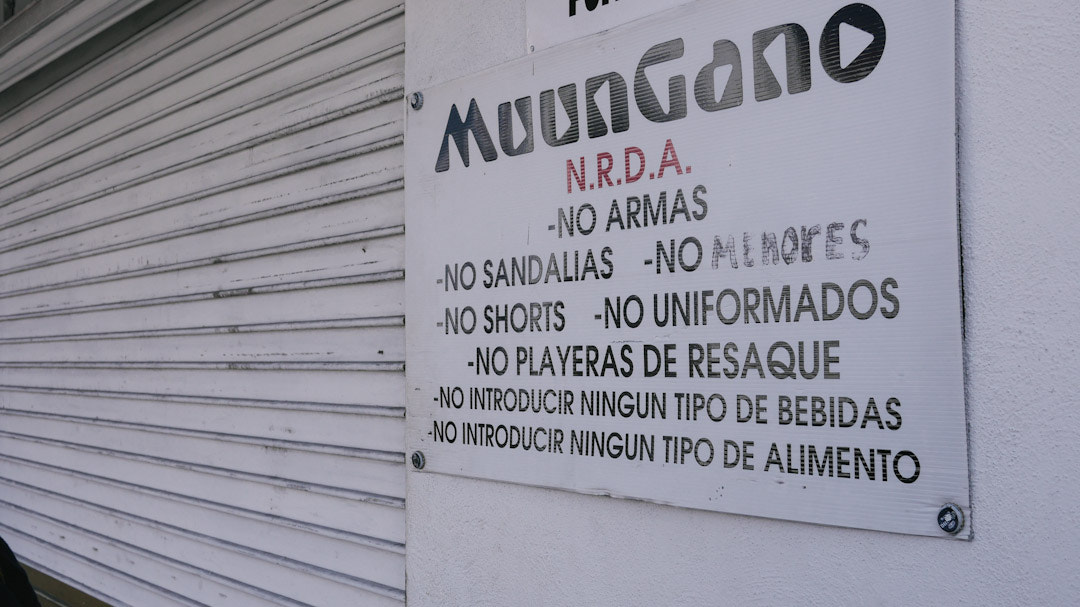 MuunGano
N.R.D.A.
-NO ARMAS
-NO SANDALIAS -NO MENORES
-NO SHORTS -NO UNIFORMADOS
-NO PLAYERAS DE RESAQUE
-NO INTRODUCIR NINGUN TIPO DE BEBIDAS
-NO INTRODUCIR NINGUN TIPO DE ALIMENTO